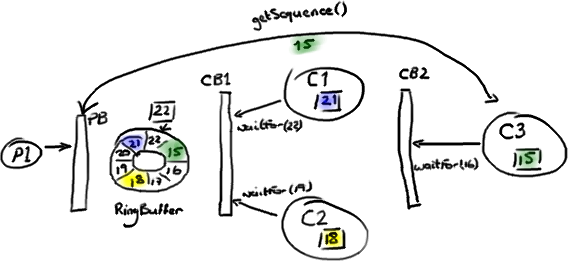 getSequence()
15
CB1
C1
21
CB2
|22|
PB
waitFor(22)
P1
21
22
20
15
19
16
18
17
C3
15
waitFor(16)
waitFor(19)
RingBuffer
C2
18